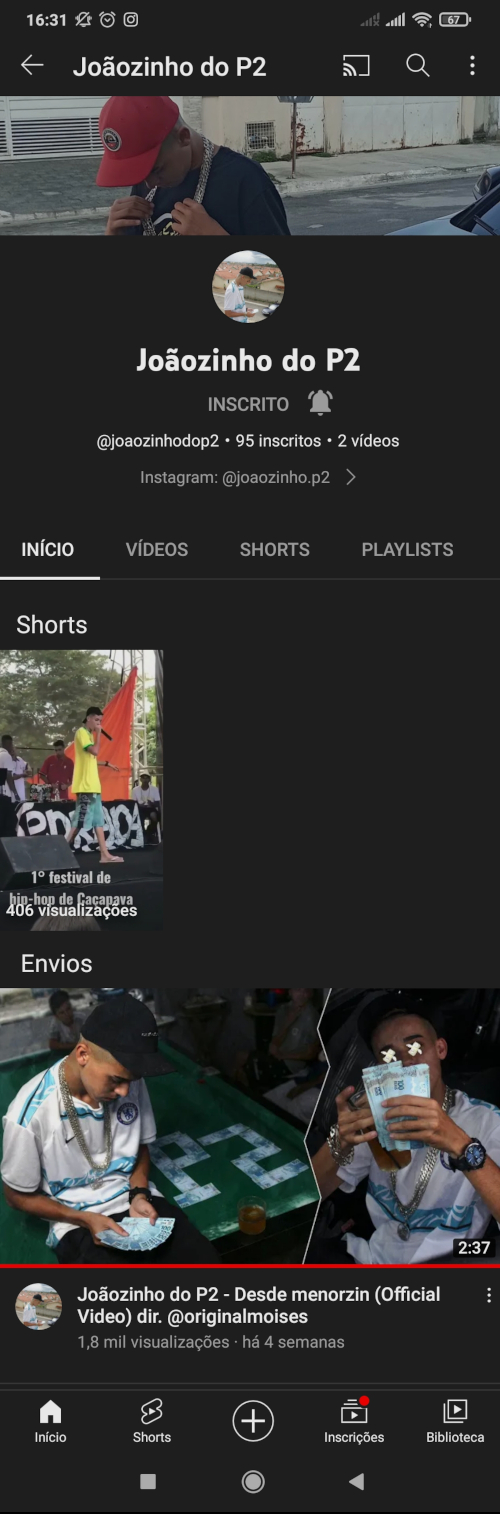 16:31
67
Joãozinho do P2
Joãozinho do P2
INSCRITO
@joaozinhodop2 • 95 inscritos • 2 vídeos
Instagram: @joaozinho.p2
INÍCIO VÍDEOS SHORTS PLAYLISTS
Shorts
1º festival de
hip-hop de Caçapava
406 visualizações
Envios
P2
2:37
Joãozinho do P2 - Desde menorzin (Official
Video) dir. @originalmoises
1,8 mil visualizações · há 4 semanas
Início Shorts Inscrições Biblioteca